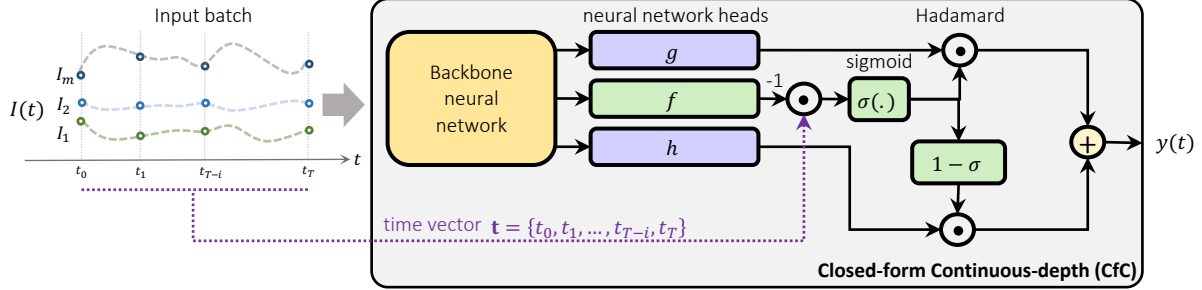 Input batch
neural network heads
Hadamard
I(t)
I_m
I_2
I_1
t
t_0
t_1
t_{T−i}
t_T
Backbone
neural
network
g
f
h
-1
sigmoid
σ(.)
1 − σ
+
y(t)
time vector t = {t_0, t_1, …, t_{T−i}, t_T}
Closed-form Continuous-depth (CfC)